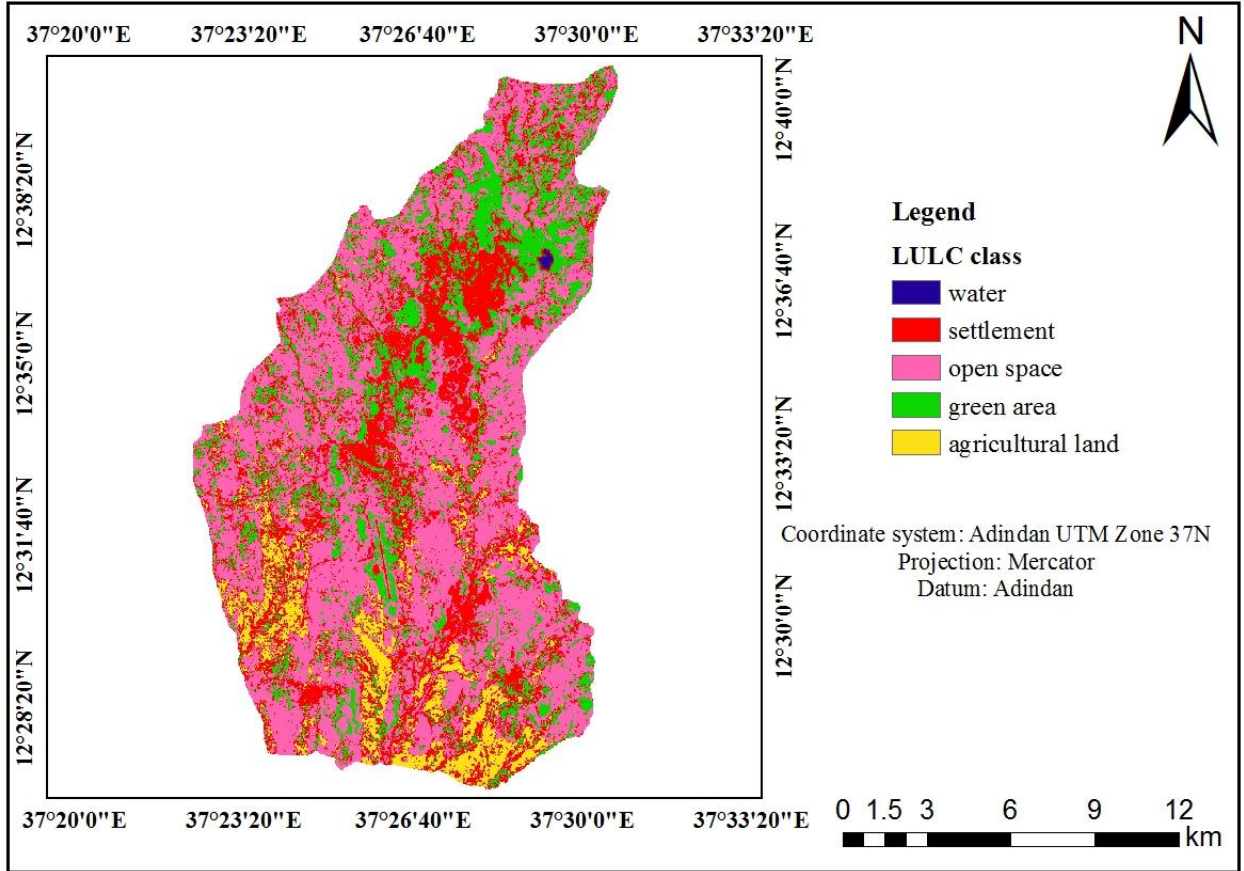 37°20'0"E 37°23'20"E 37°26'40"E 37°30'0"E 37°33'20"E
N
12°38'20"N
12°35'0"N
12°31'40"N
12°28'20"N
12°40'0"N
12°36'40"N
12°33'20"N
12°30'0"N
Legend
LULC class
water
settlement
open space
green area
agricultural land
Coordinate system: Adindan UTM Zone 37N
Projection: Mercator
Datum: Adindan
37°20'0"E 37°23'20"E 37°26'40"E 37°30'0"E 37°33'20"E
0 1.5 3 6 9 12
km